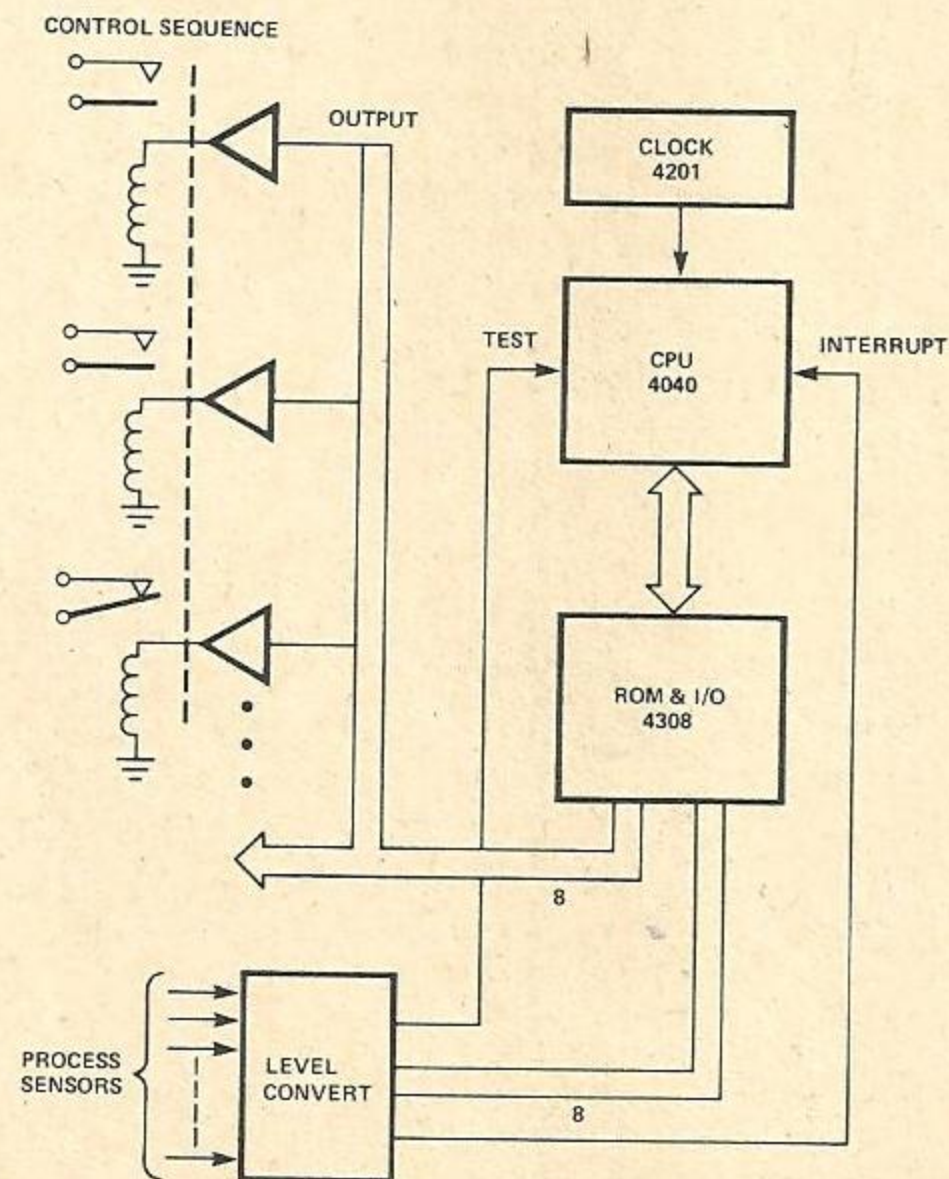 CONTROL SEQUENCE
OUTPUT
CLOCK
4201
TEST
CPU
4040
INTERRUPT
ROM & I/O
4308
8
PROCESS
SENSORS
LEVEL
CONVERT
8